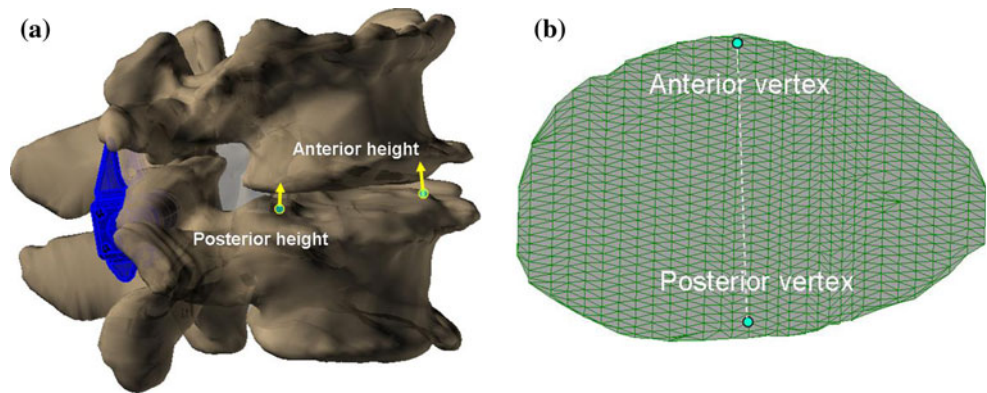 (a)
Anterior height
Posterior height
(b)
Anterior vertex
Posterior vertex